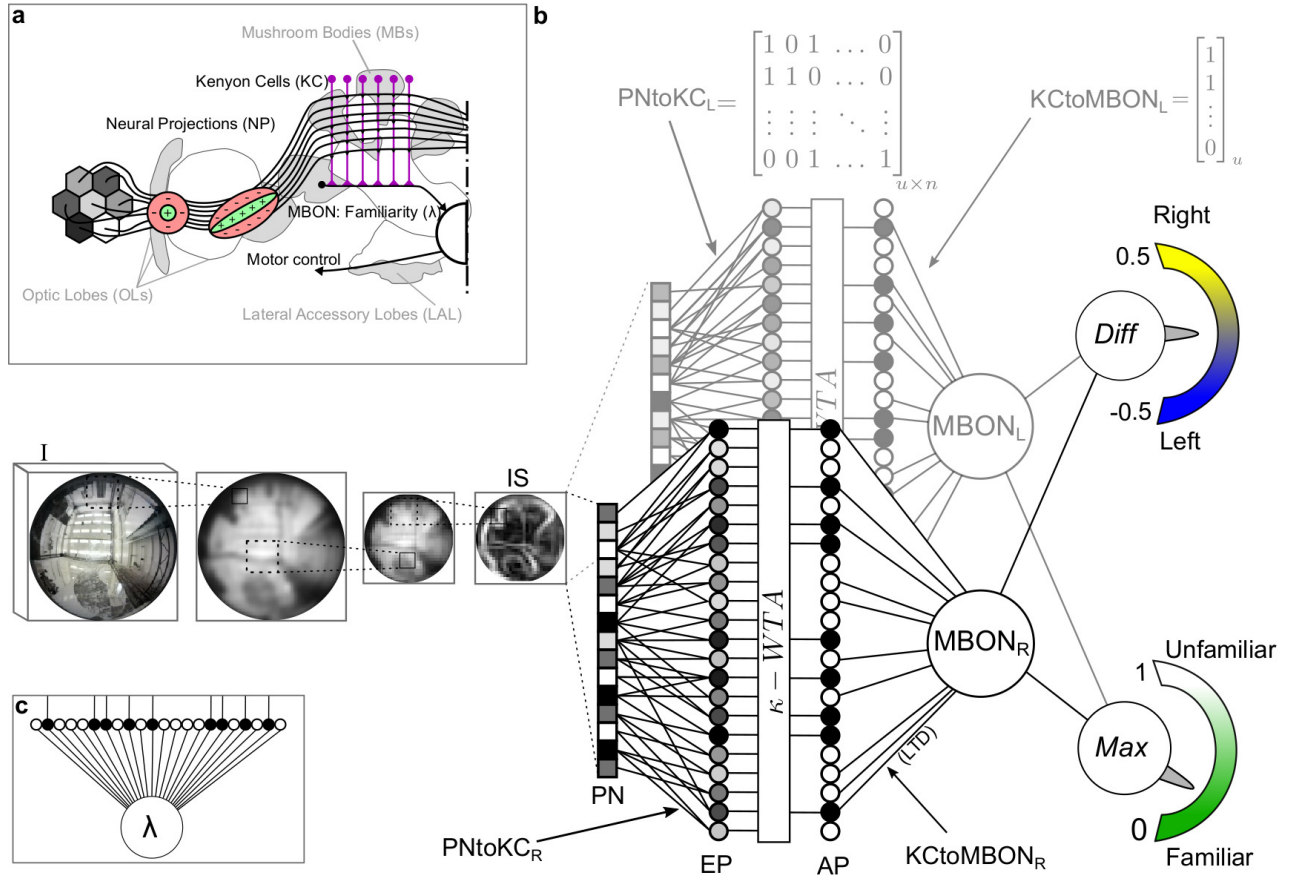 a
Mushroom Bodies (MBs)
Kenyon Cells (KC)
Neural Projections (NP)
MBON: Familiarity (λ)
Motor control
Optic Lobes (OLs)
Lateral Accessory Lobes (LAL)
b
PNtoKC_L =
1 0 1 … 0
1 1 0 … 0
⋮ ⋮ ⋮ ⋱ ⋮
0 0 1 … 1
u×n
KCtoMBON_L =
1
1
⋮
0
u
Right
0.5
Diff
-0.5
Left
WTA
MBON_L
I
IS
κ − WTA
MBON_R
Unfamiliar
1
Max
0
Familiar
(LTD)
PN
PNtoKC_R
EP
AP
KCtoMBON_R
c
λ